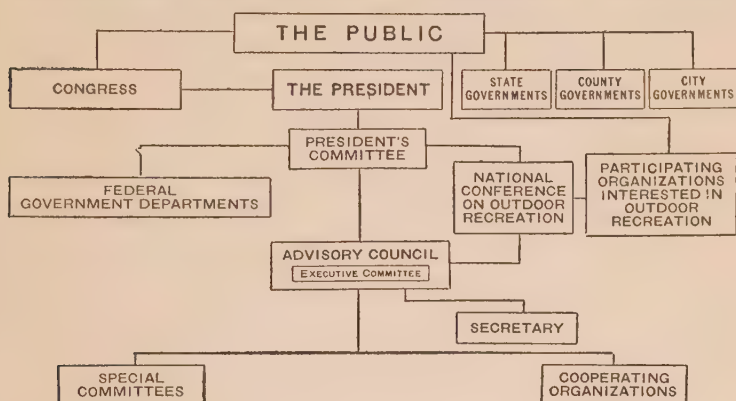 THE PUBLIC
CONGRESS
THE PRESIDENT
STATE
GOVERNMENTS
COUNTY
GOVERNMENTS
CITY
GOVERNMENTS
PRESIDENT'S
COMMITTEE
FEDERAL
GOVERNMENT DEPARTMENTS
NATIONAL
CONFERENCE
ON OUTDOOR
RECREATION
PARTICIPATING
ORGANIZATIONS
INTERESTED IN
OUTDOOR
RECREATION
ADVISORY COUNCIL
EXECUTIVE COMMITTEE
SECRETARY
SPECIAL
COMMITTEES
COOPERATING
ORGANIZATIONS